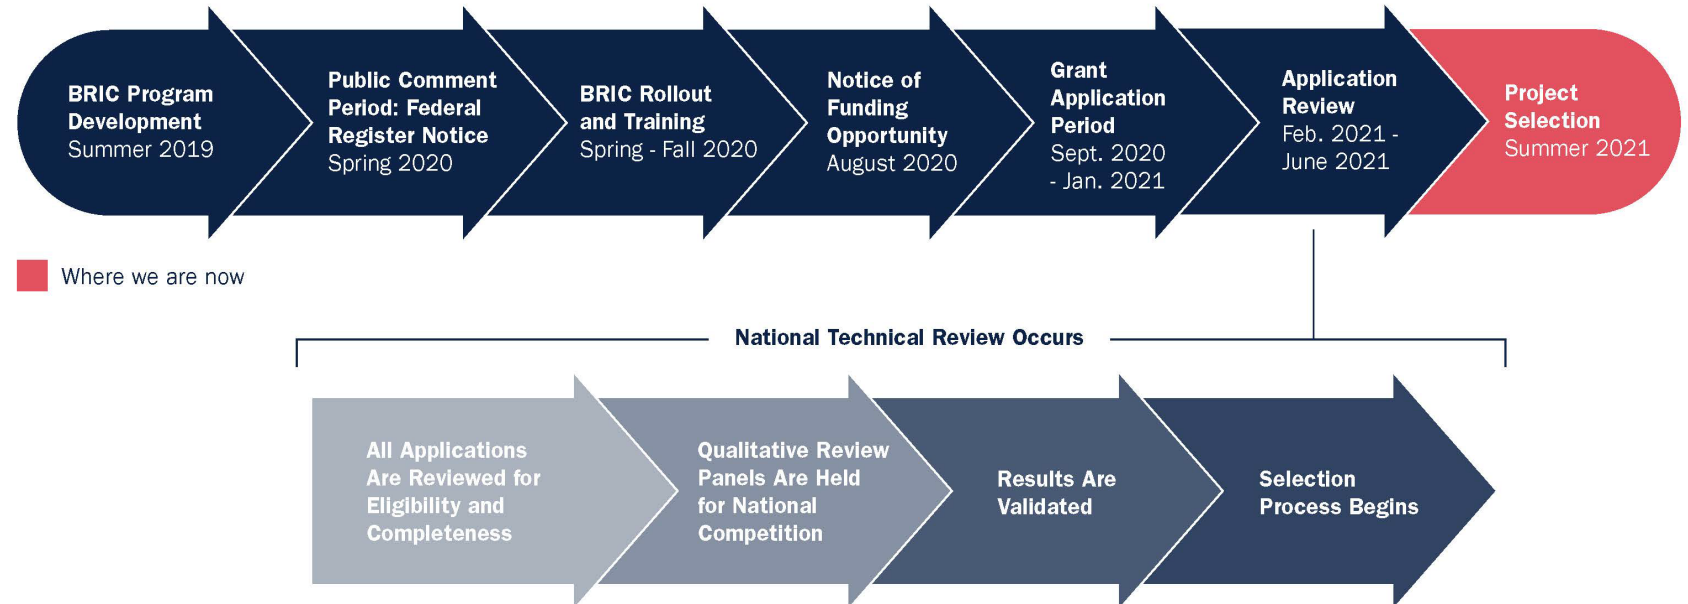 BRIC Program
Development
Summer 2019
Public Comment
Period: Federal
Register Notice
Spring 2020
BRIC Rollout
and Training
Spring - Fall 2020
Notice of
Funding
Opportunity
August 2020
Grant
Application
Period
Sept. 2020
- Jan. 2021
Application
Review
Feb. 2021 -
June 2021
Project
Selection
Summer 2021
Where we are now
National Technical Review Occurs
All Applications
Are Reviewed for
Eligibility and
Completeness
Qualitative Review
Panels Are Held
for National
Competition
Results Are
Validated
Selection
Process Begins